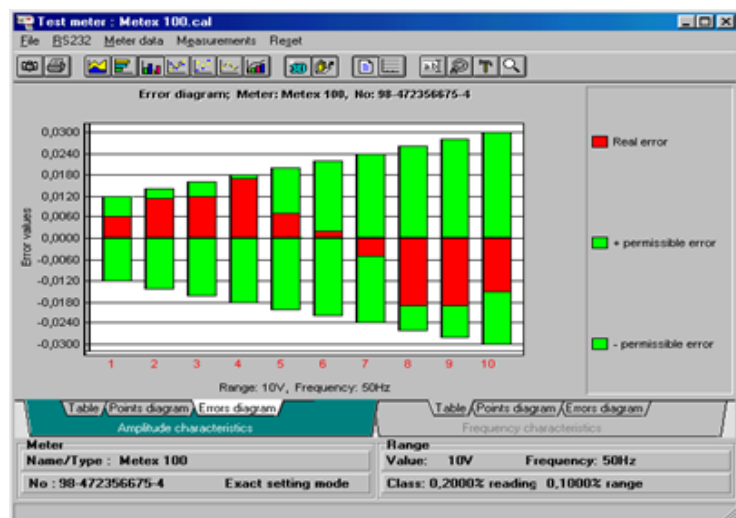 Test meter : Metex 100.cal
File RS232 Meter data Measurements Reset
Error diagram; Meter: Metex 100, No: 98-472356675-4
Error values
0,0300
0,0240
0,0180
0,0120
0,0060
0,0000
-0,0060
-0,0120
-0,0180
-0,0240
-0,0300
1 2 3 4 5 6 7 8 9 10
Range: 10V, Frequency: 50Hz
Real error
+ permissible error
- permissible error
Table Points diagram Errors diagram
Amplitude characteristics
Table Points diagram Errors diagram
Frequency characteristics
Meter
Name/Type : Metex 100
No : 98-472356675-4 Exact setting mode
Range
Value: 10V Frequency: 50Hz
Class: 0,2000% reading 0,1000% range